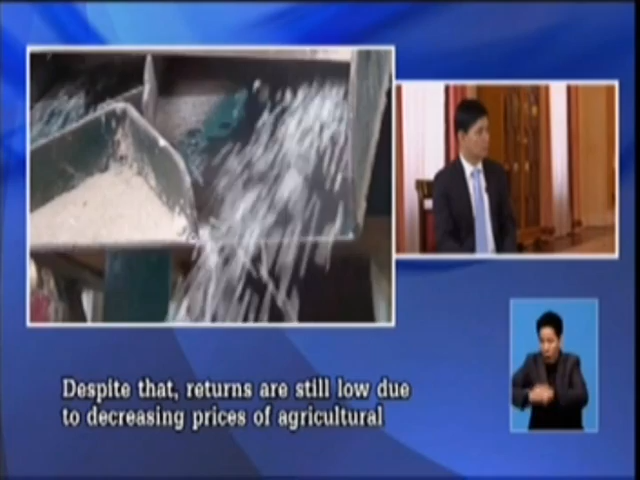 Despite that, returns are still low due
to decreasing prices of agricultural